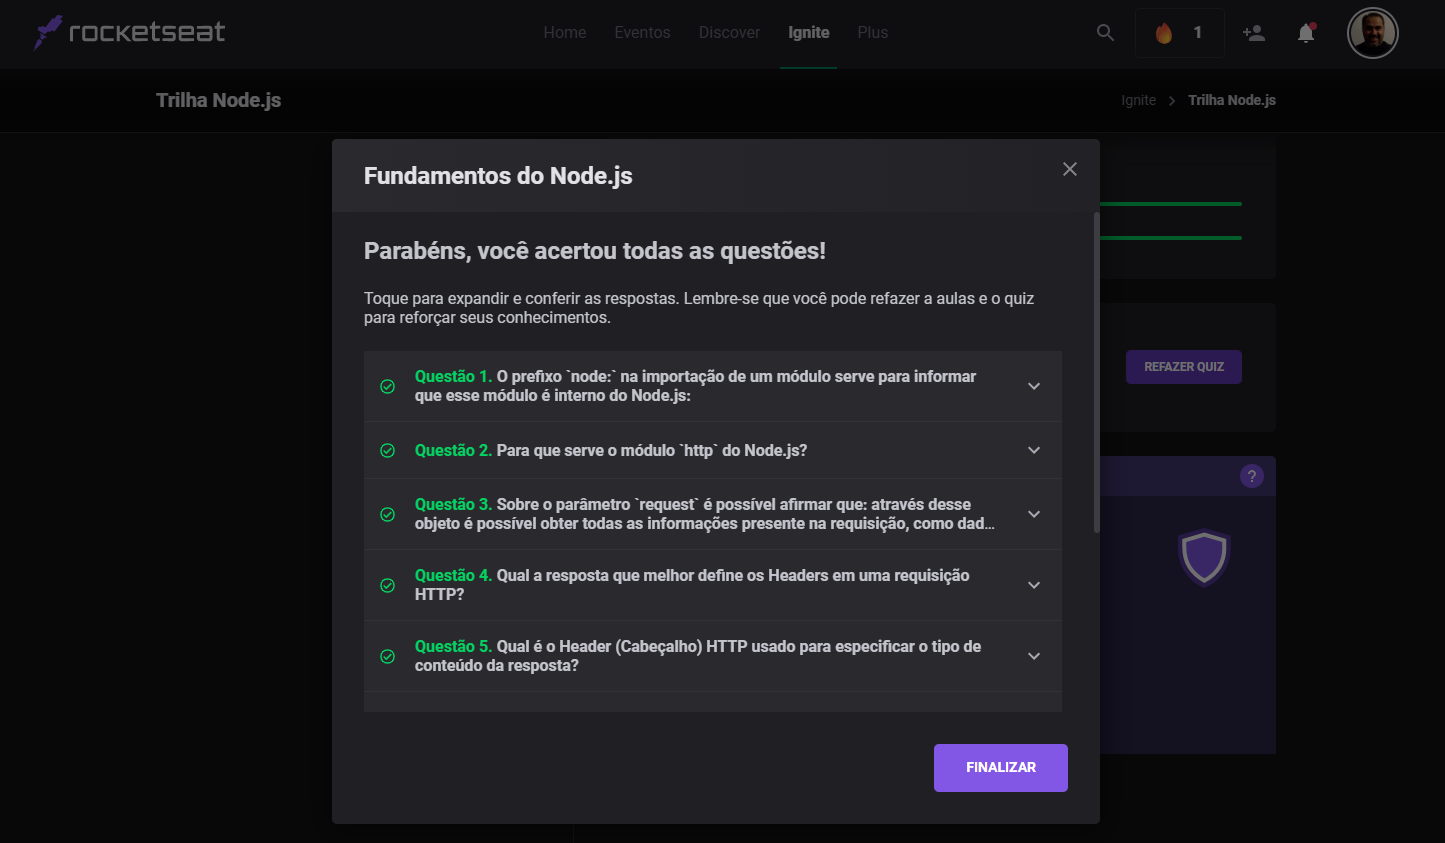 rocketseat
Home Eventos Discover Ignite Plus
1
Trilha Node.js
Ignite Trilha Node.js
Fundamentos do Node.js
Parabéns, você acertou todas as questões!
Toque para expandir e conferir as respostas. Lembre-se que você pode refazer a aulas e o quiz
para reforçar seus conhecimentos.
Questão 1. O prefixo `node:` na importação de um módulo serve para informar
que esse módulo é interno do Node.js:
Questão 2. Para que serve o módulo `http` do Node.js?
Questão 3. Sobre o parâmetro `request` é possível afirmar que: através desse
objeto é possível obter todas as informações presente na requisição, como dad…
Questão 4. Qual a resposta que melhor define os Headers em uma requisição
HTTP?
Questão 5. Qual é o Header (Cabeçalho) HTTP usado para especificar o tipo de
conteúdo da resposta?
FINALIZAR
REFAZER QUIZ
?